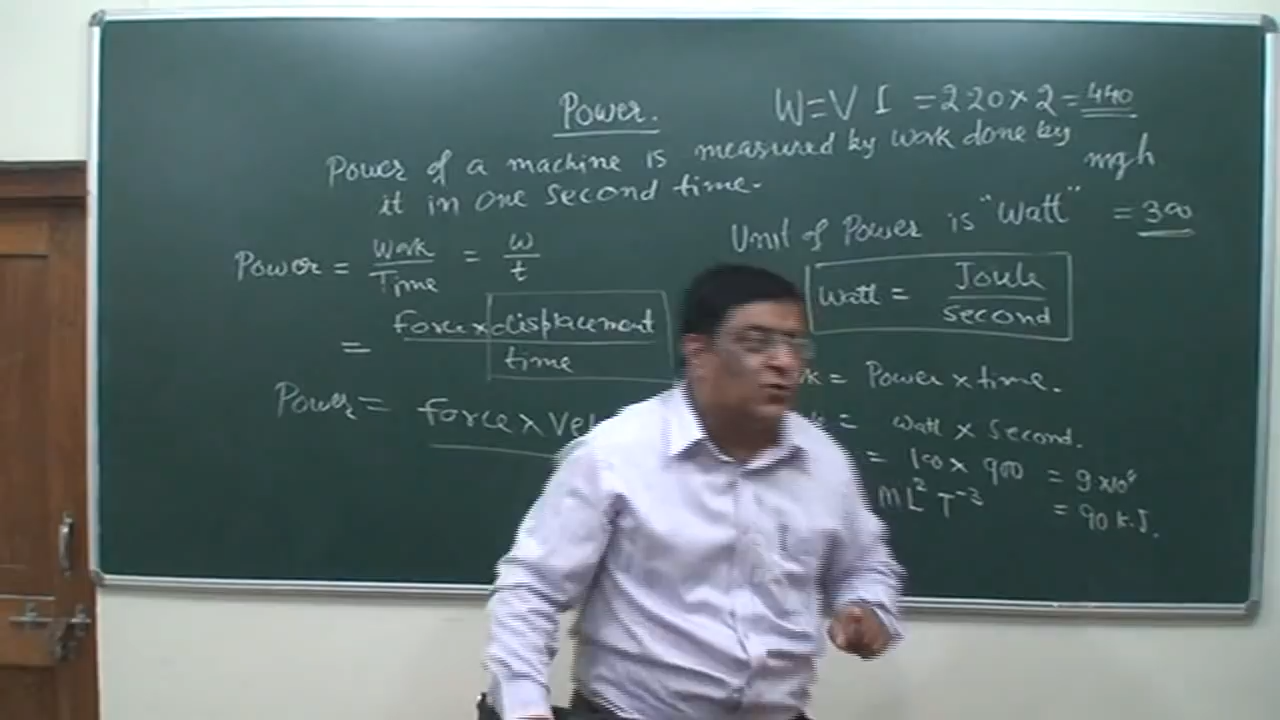 Power.
W=V I =220×2=440
Power of a machine is measured by work done by
it in one second time.
mgh
Unit of Power is "Watt" = 300
Power = Work/Time = W/t
Watt = Joule/second
= force×displacement/time
= Power×time.
Power= force×Vel
= watt × second.
= 100×900 = 9×10⁴
ML²T⁻³ = 90 K.J.